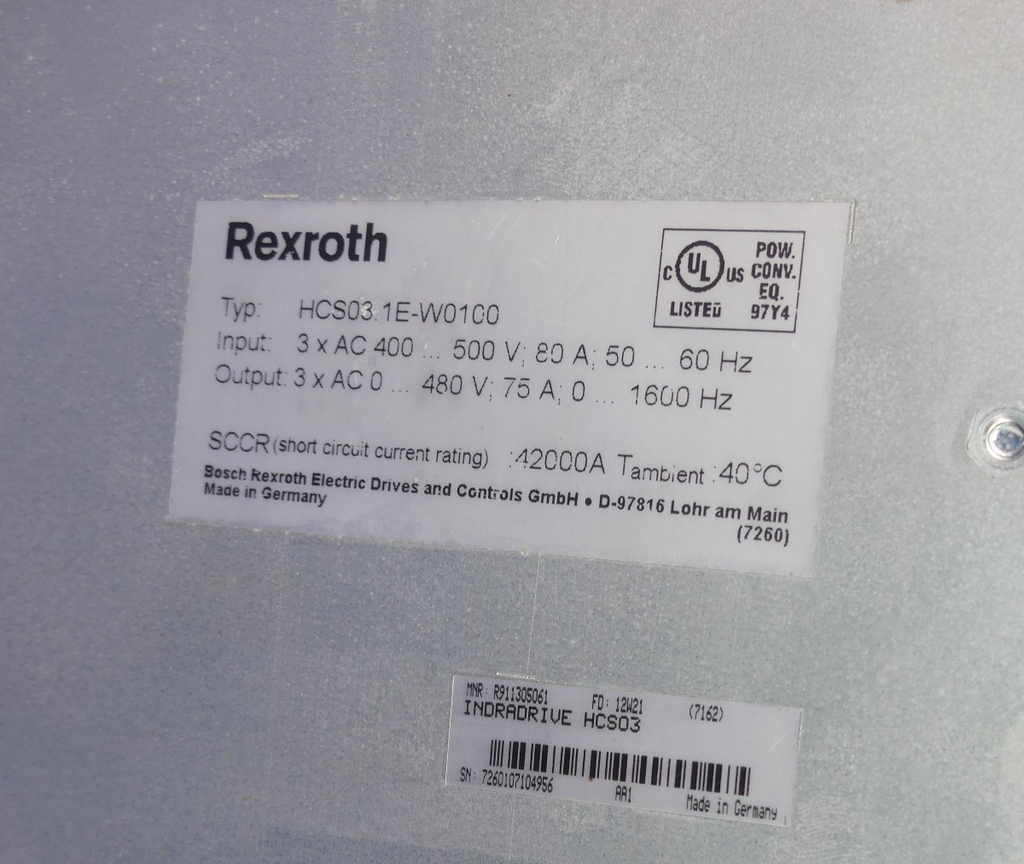 Rexroth
C UL US LISTED
POW. CONV. EQ. 97Y4
Typ: HCS03.1E-W0100
Input: 3 x AC 400 ... 500 V; 80 A; 50 ... 60 Hz
Output: 3 x AC 0 ... 480 V; 75 A; 0 ... 1600 Hz
SCCR (short circuit current rating) :42000A Tambient :40°C
Bosch Rexroth Electric Drives and Controls GmbH • D-97816 Lohr am Main
Made in Germany
(7260)
MNR: R911305061 FD: 12W21 (7162)
INDRADRIVE HCS03
SN: 7260107104956 AA1 Made in Germany